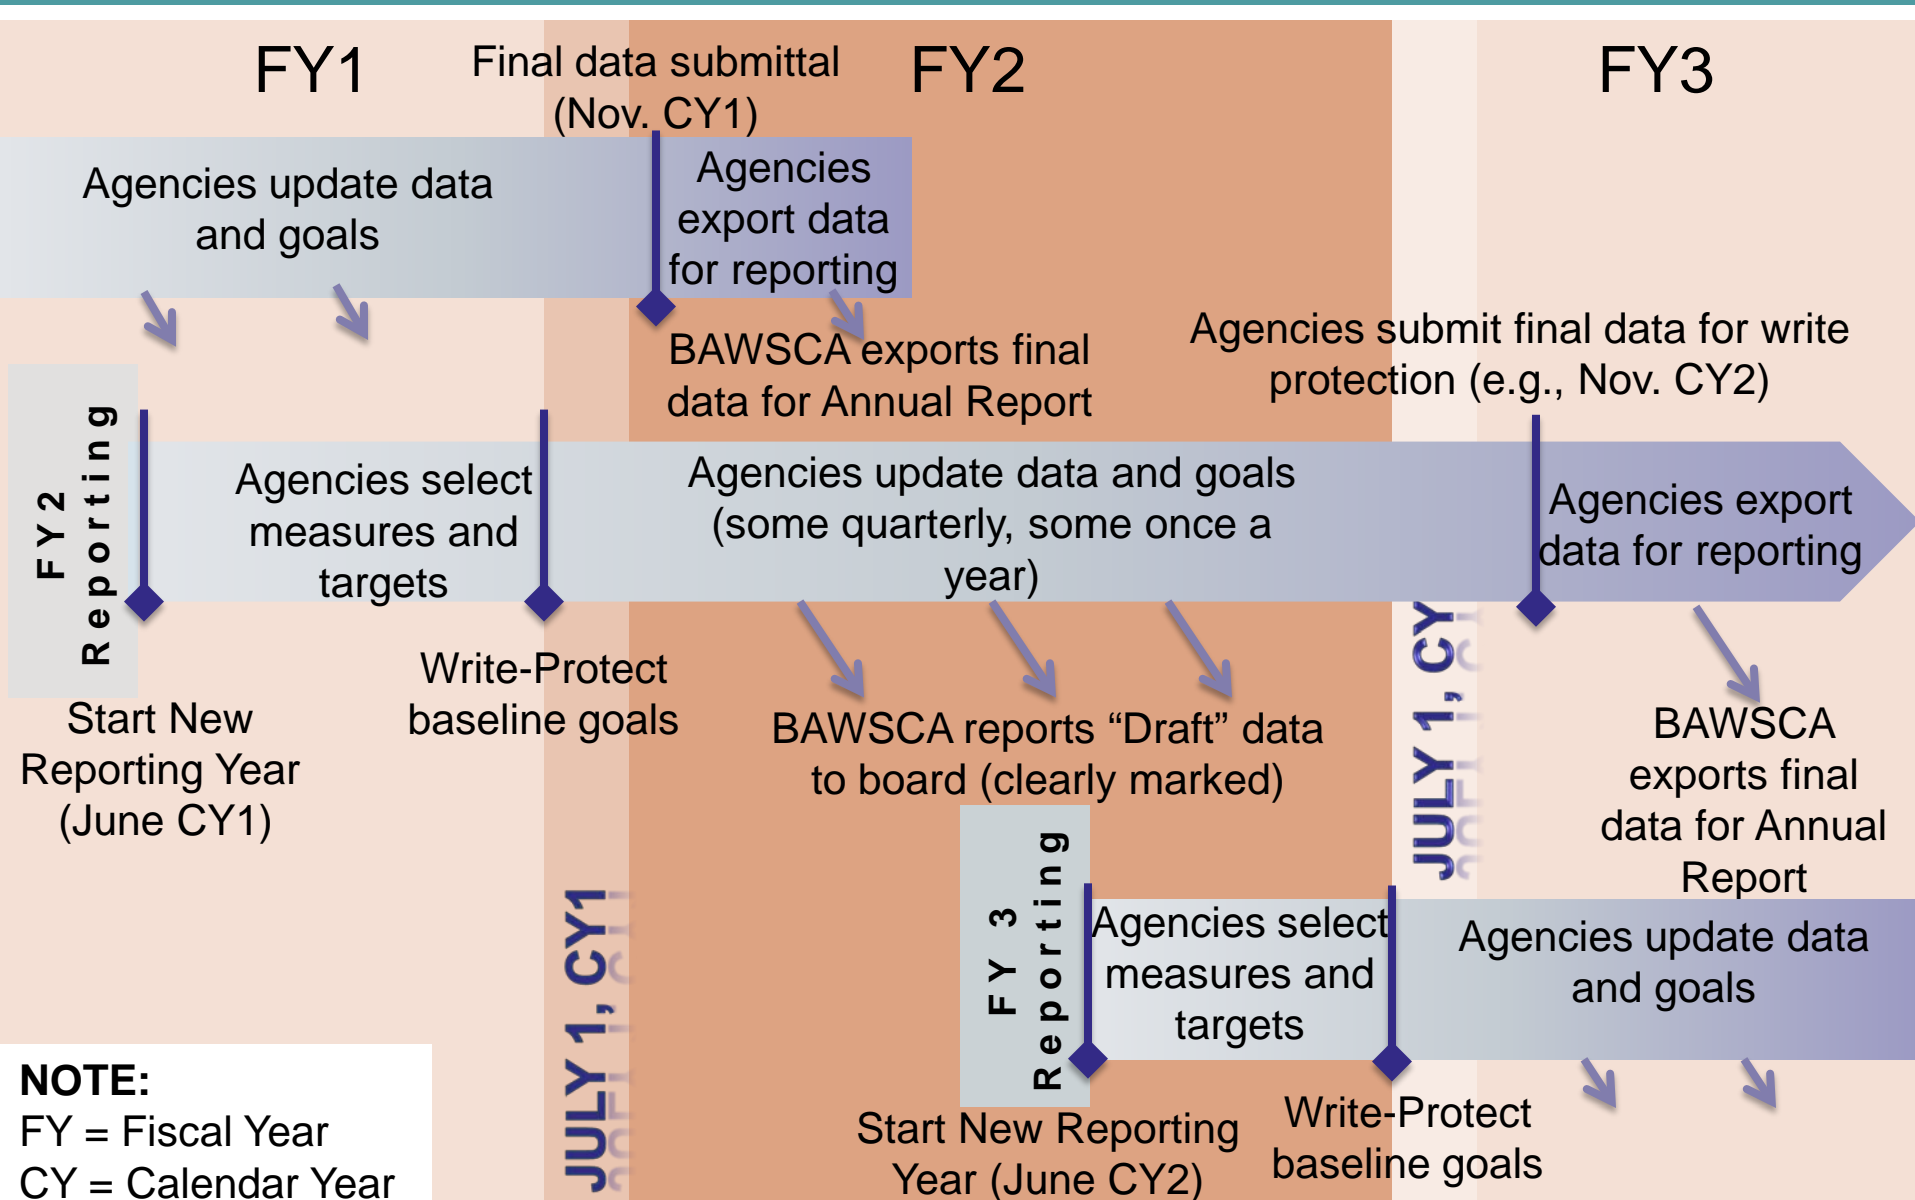 FY1
Final data submittal
(Nov. CY1)
FY2
FY3
Agencies update data
and goals
Agencies
export data
for reporting
BAWSCA exports final
data for Annual Report
Agencies submit final data for write
protection (e.g., Nov. CY2)
FY2
Reporting
Agencies select
measures and
targets
Agencies update data and goals
(some quarterly, some once a
year)
Agencies export
data for reporting
Start New
Reporting Year
(June CY1)
Write-Protect
baseline goals
BAWSCA reports “Draft” data
to board (clearly marked)
JULY 1, CY
BAWSCA
exports final
data for Annual
Report
JULY 1, CY1
FY 3
Reporting
Agencies select
measures and
targets
Agencies update data
and goals
Start New Reporting
Year (June CY2)
Write-Protect
baseline goals
NOTE:
FY = Fiscal Year
CY = Calendar Year